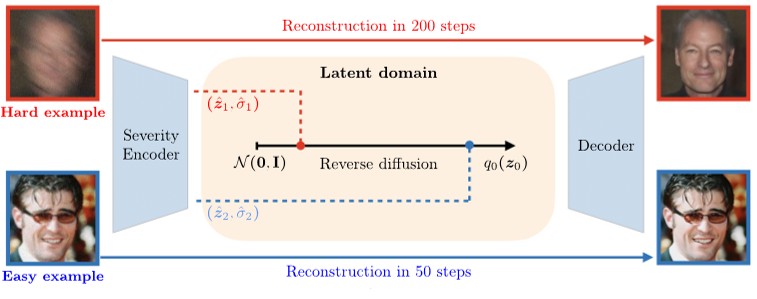 Reconstruction in 200 steps
Latent domain
Hard example
(ẑ₁, σ̂₁)
Severity
Encoder
𝒩(0, I)
Reverse diffusion
q₀(z₀)
Decoder
(ẑ₂, σ̂₂)
Easy example
Reconstruction in 50 steps